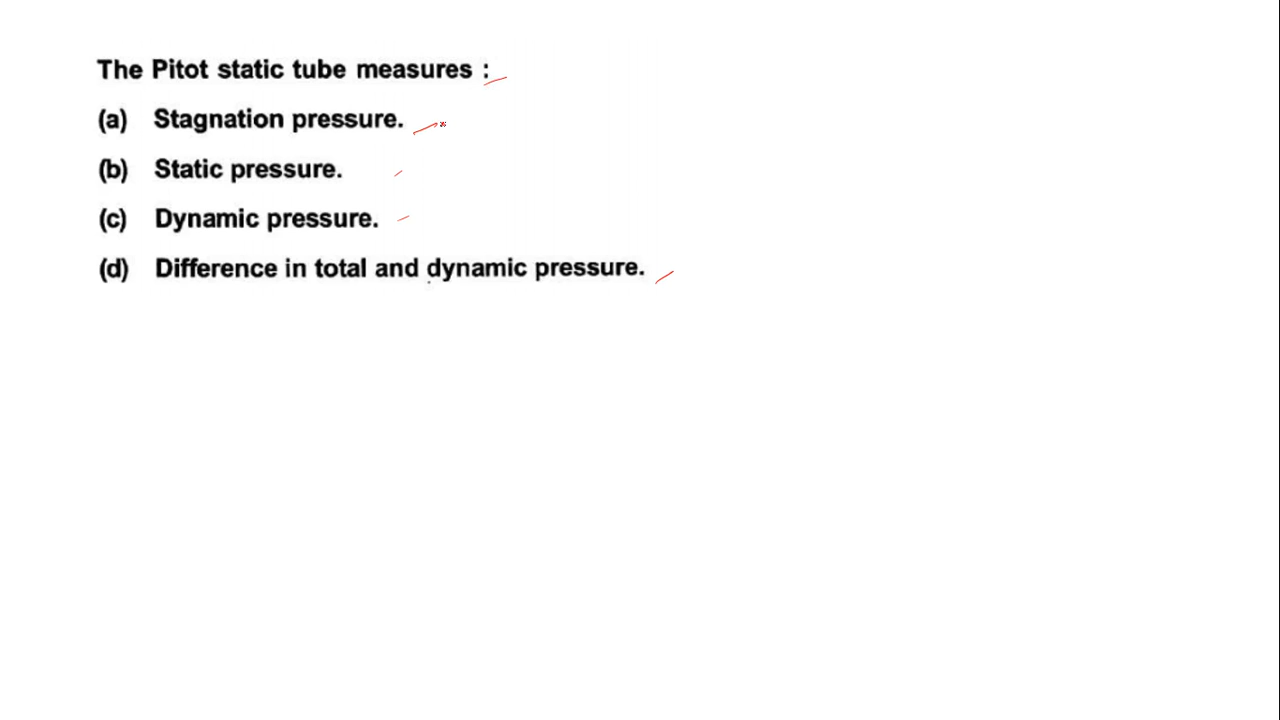 The Pitot static tube measures :
(a) Stagnation pressure.
(b) Static pressure.
(c) Dynamic pressure.
(d) Difference in total and dynamic pressure.